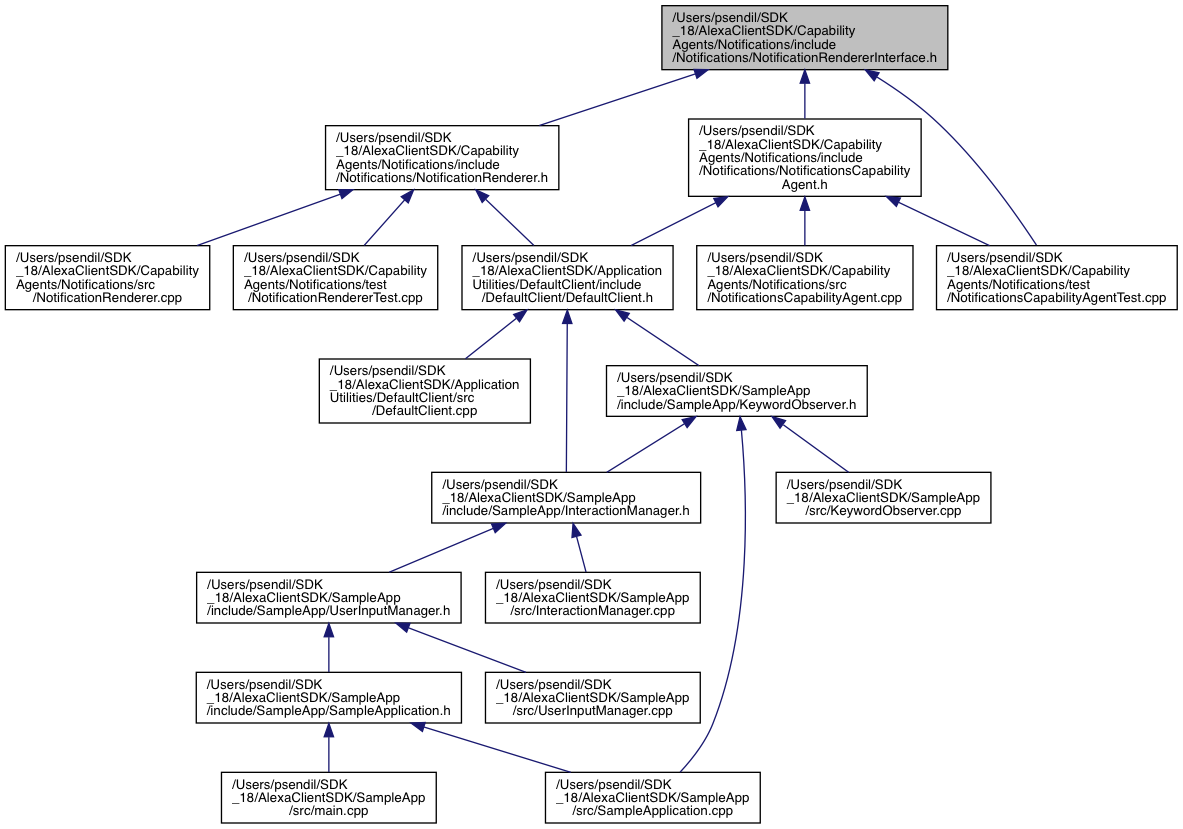 /Users/psendil/SDK
_18/AlexaClientSDK/Capability
Agents/Notifications/include
/Notifications/NotificationRendererInterface.h
/Users/psendil/SDK
_18/AlexaClientSDK/Capability
Agents/Notifications/include
/Notifications/NotificationRenderer.h
/Users/psendil/SDK
_18/AlexaClientSDK/Capability
Agents/Notifications/include
/Notifications/NotificationsCapability
Agent.h
/Users/psendil/SDK
_18/AlexaClientSDK/Capability
Agents/Notifications/src
/NotificationRenderer.cpp
/Users/psendil/SDK
_18/AlexaClientSDK/Capability
Agents/Notifications/test
/NotificationRendererTest.cpp
/Users/psendil/SDK
_18/AlexaClientSDK/Application
Utilities/DefaultClient/include
/DefaultClient/DefaultClient.h
/Users/psendil/SDK
_18/AlexaClientSDK/Capability
Agents/Notifications/src
/NotificationsCapabilityAgent.cpp
/Users/psendil/SDK
_18/AlexaClientSDK/Capability
Agents/Notifications/test
/NotificationsCapabilityAgentTest.cpp
/Users/psendil/SDK
_18/AlexaClientSDK/Application
Utilities/DefaultClient/src
/DefaultClient.cpp
/Users/psendil/SDK
_18/AlexaClientSDK/SampleApp
/include/SampleApp/KeywordObserver.h
/Users/psendil/SDK
_18/AlexaClientSDK/SampleApp
/include/SampleApp/InteractionManager.h
/Users/psendil/SDK
_18/AlexaClientSDK/SampleApp
/src/KeywordObserver.cpp
/Users/psendil/SDK
_18/AlexaClientSDK/SampleApp
/include/SampleApp/UserInputManager.h
/Users/psendil/SDK
_18/AlexaClientSDK/SampleApp
/src/InteractionManager.cpp
/Users/psendil/SDK
_18/AlexaClientSDK/SampleApp
/include/SampleApp/SampleApplication.h
/Users/psendil/SDK
_18/AlexaClientSDK/SampleApp
/src/UserInputManager.cpp
/Users/psendil/SDK
_18/AlexaClientSDK/SampleApp
/src/main.cpp
/Users/psendil/SDK
_18/AlexaClientSDK/SampleApp
/src/SampleApplication.cpp